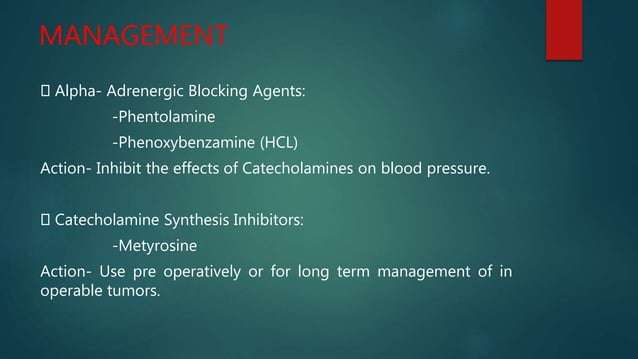 MANAGEMENT
Alpha- Adrenergic Blocking Agents:
-Phentolamine
-Phenoxybenzamine (HCL)
Action- Inhibit the effects of Catecholamines on blood pressure.
Catecholamine Synthesis Inhibitors:
-Metyrosine
Action- Use pre operatively or for long term management of in
operable tumors.